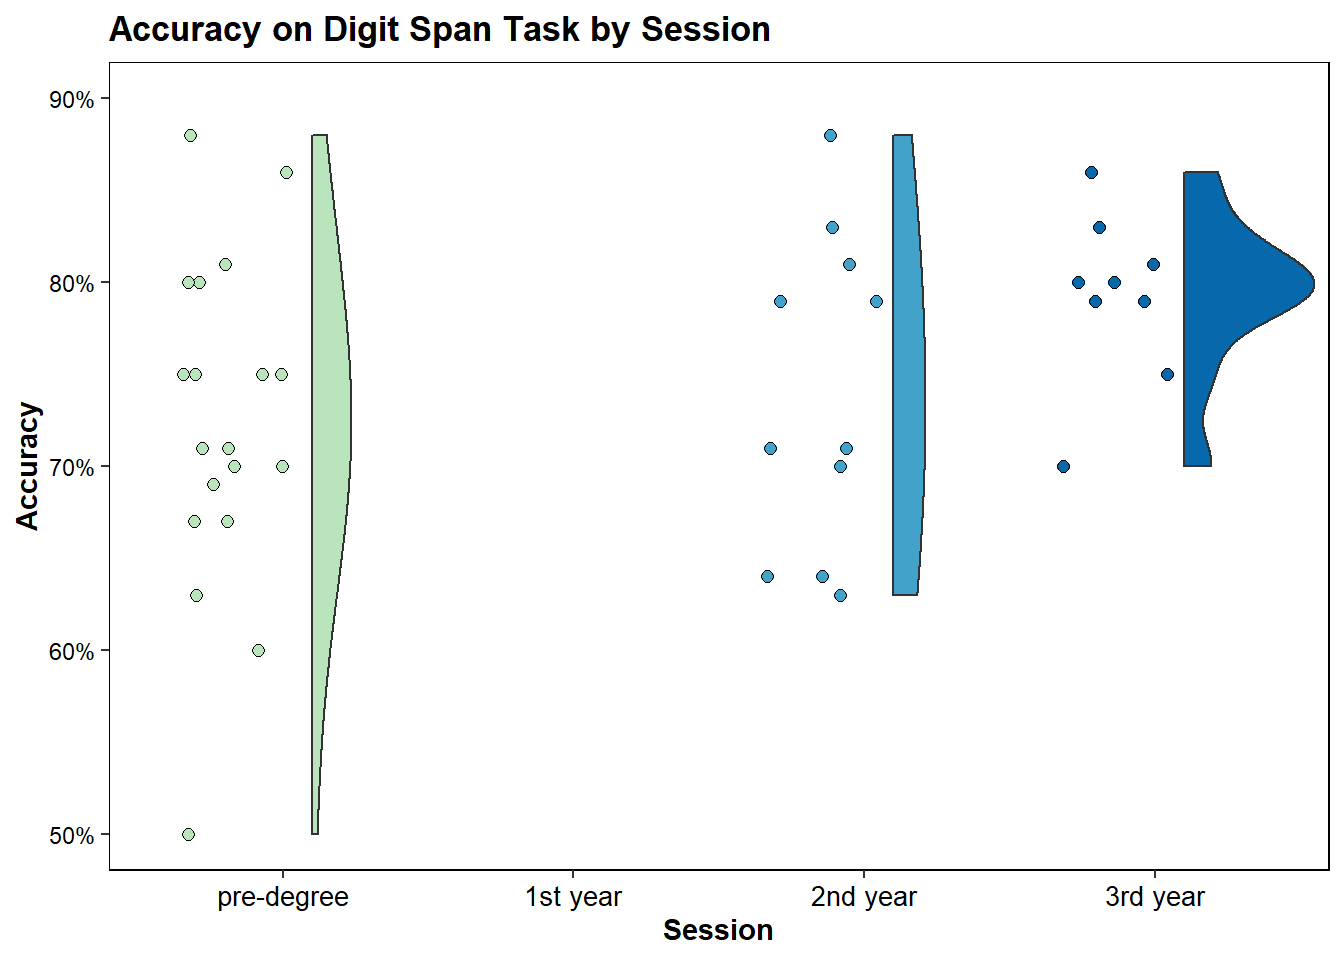 Accuracy on Digit Span Task by Session
90%
80%
70%
60%
50%
Accuracy
pre-degree 1st year 2nd year 3rd year
Session